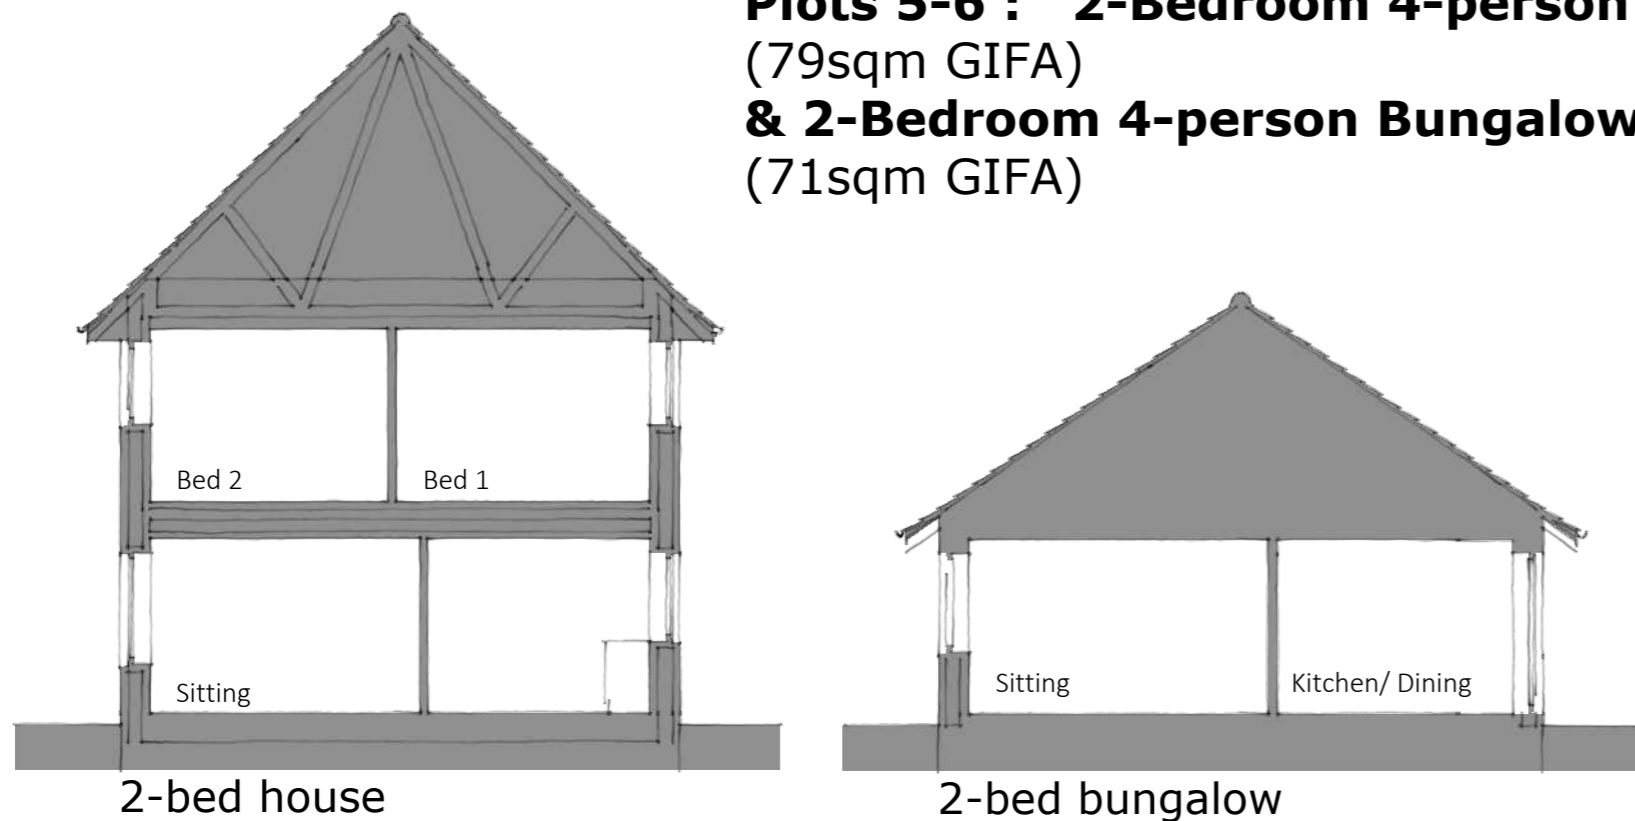 Plots 5-6 : 2-Bedroom 4-person
(79sqm GIFA)
& 2-Bedroom 4-person Bungalow
(71sqm GIFA)
Bed 2
Bed 1
Sitting
Sitting
Kitchen/ Dining
2-bed house
2-bed bungalow